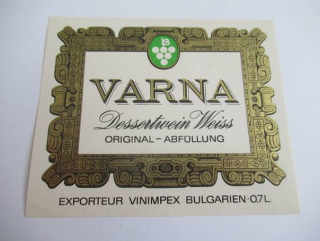 VARNA
Dessertwein Weiss
ORIGINAL-ABFÜLLUNG
EXPORTEUR VINIMPEX BULGARIEN·0,7L